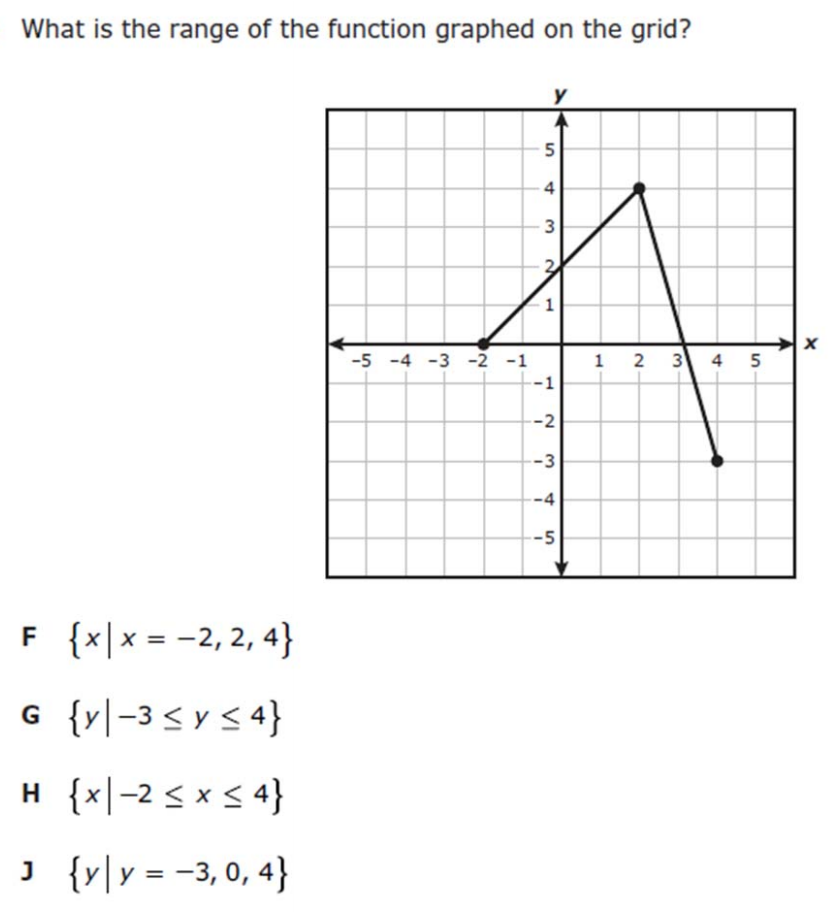 What is the range of the function graphed on the grid?
y
5
4
3
2
1
x
-5 -4 -3 -2 -1 1 2 3 4 5
-1
-2
-3
-4
-5
F {x|x = −2, 2, 4}
G {y|−3 ≤ y ≤ 4}
H {x|−2 ≤ x ≤ 4}
J {y|y = −3, 0, 4}